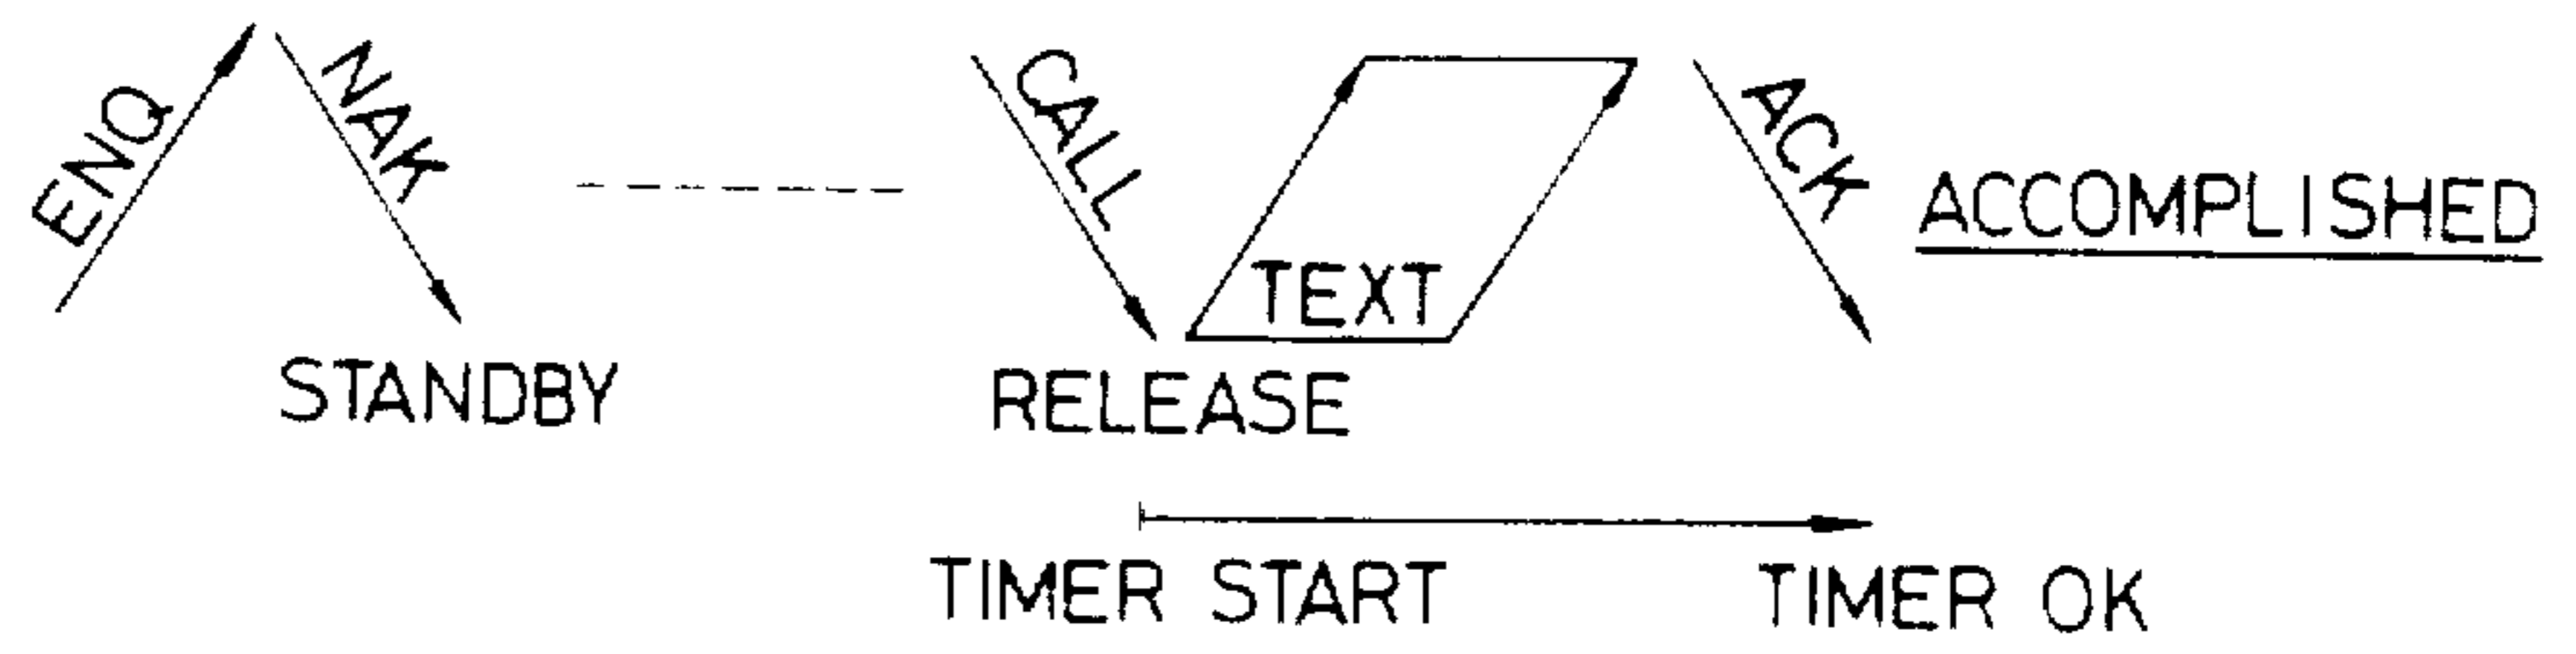 ENQ
NAK
STANDBY
CALL
RELEASE
TEXT
ACK
ACCOMPLISHED
TIMER START
TIMER OK